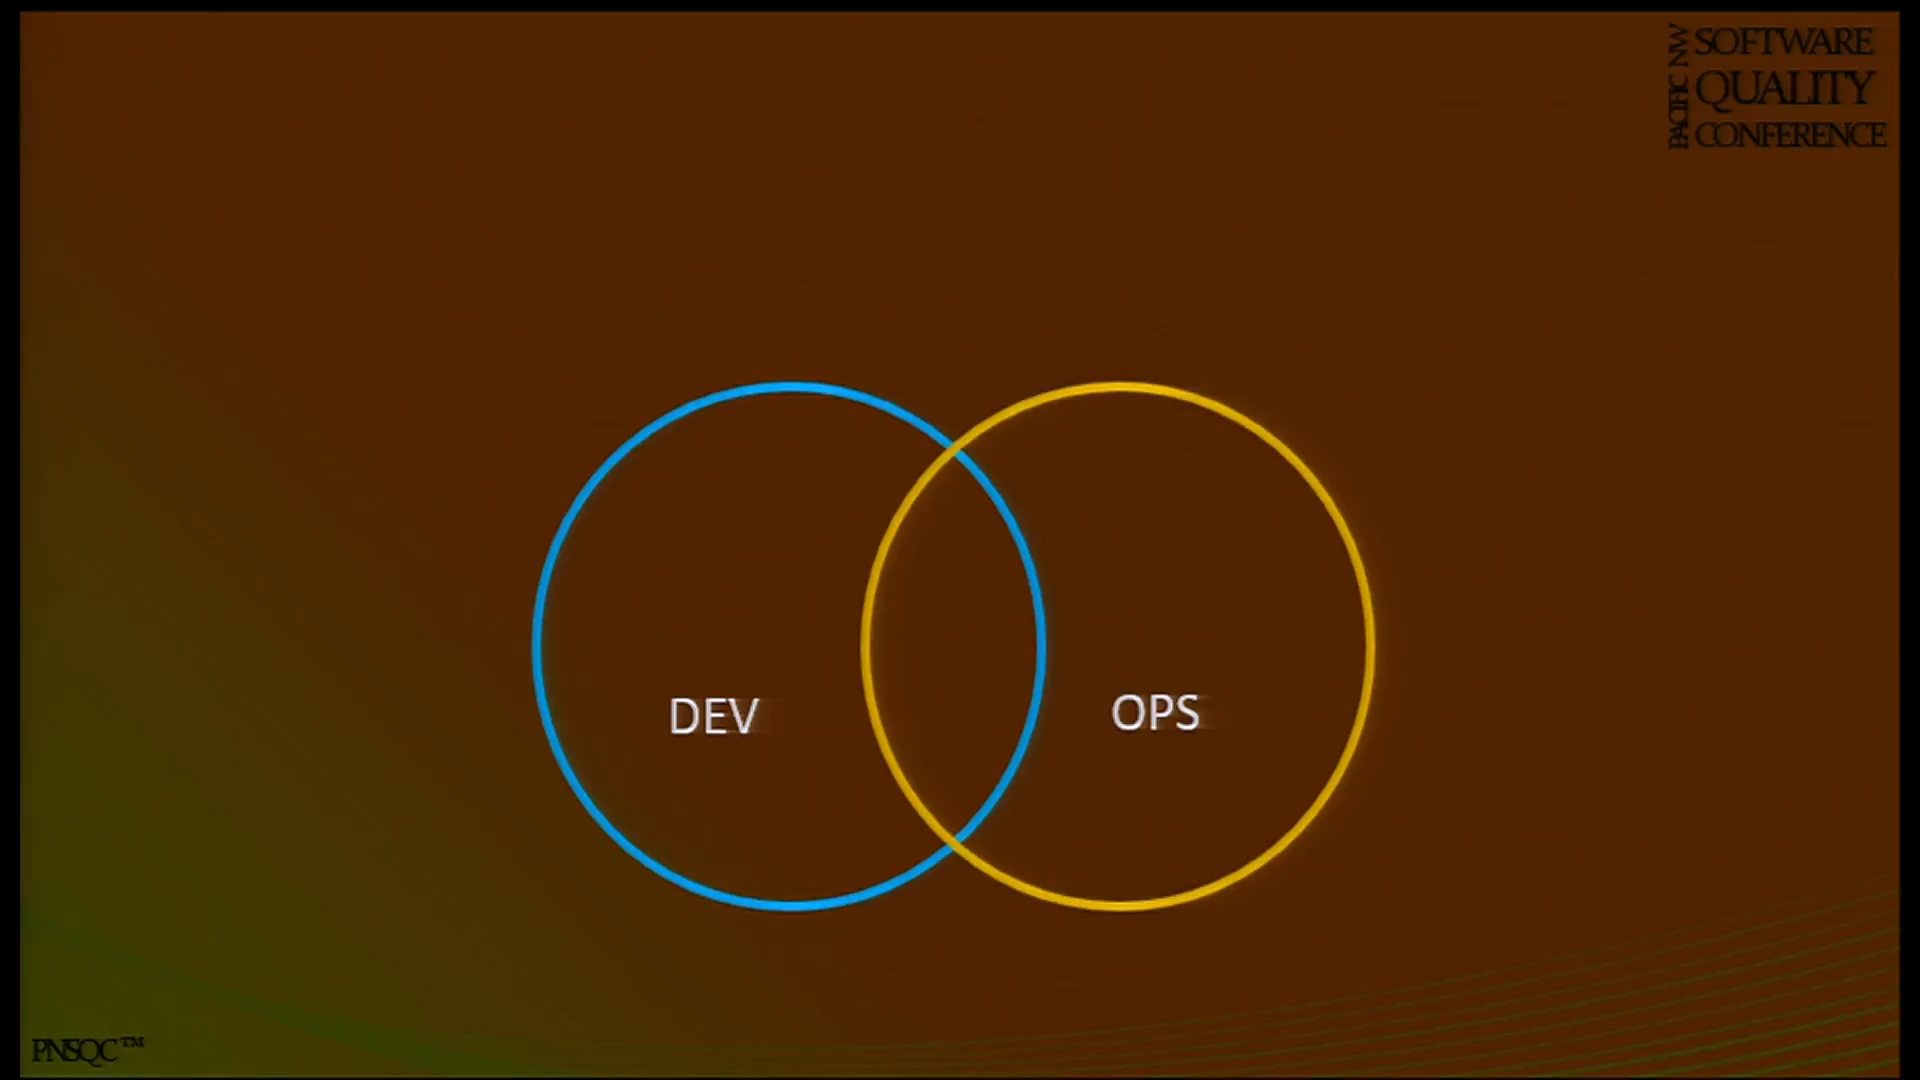 PACIFIC NW
SOFTWARE
QUALITY
CONFERENCE
DEV
OPS
PNSQC™